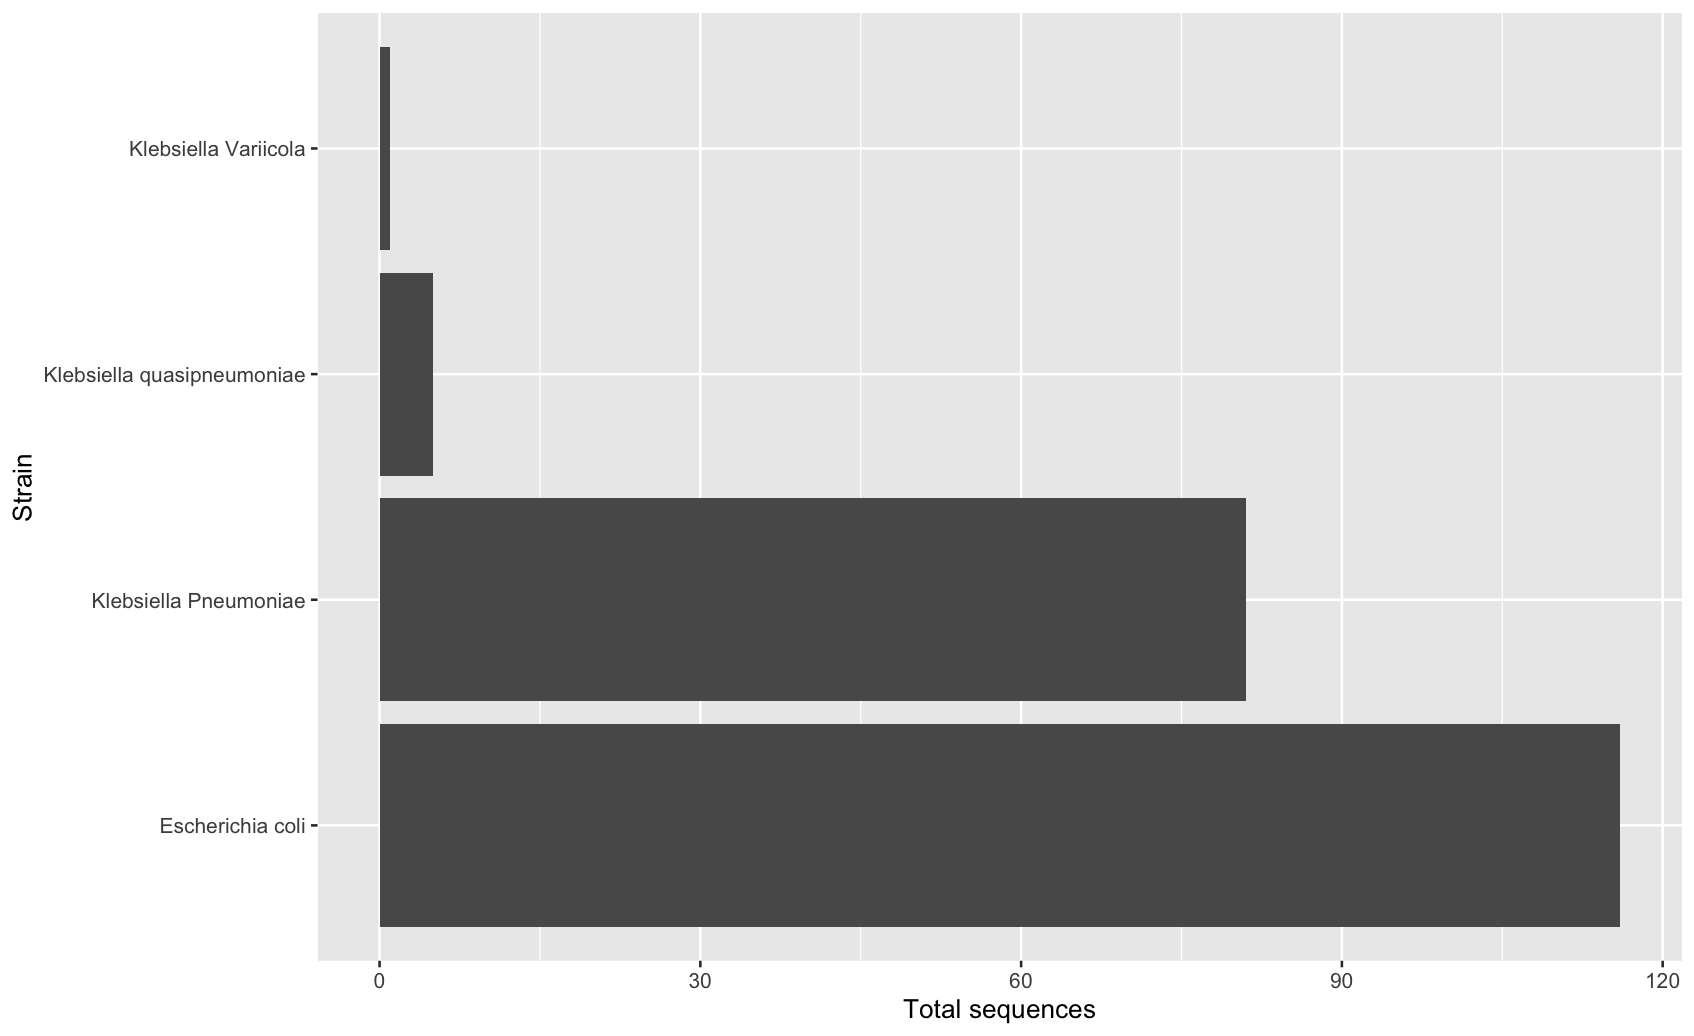 Klebsiella Variicola
Klebsiella quasipneumoniae
Strain
Klebsiella Pneumoniae
Escherichia coli
0 30 60 90 120
Total sequences